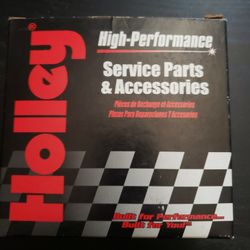 Holley®
High-Performance
Service Parts
& Accessories
Pièces de Rechange et Accessoires
Piezas Para Reparaciones Y Accesorios
Built for Performance...
Built for You!™